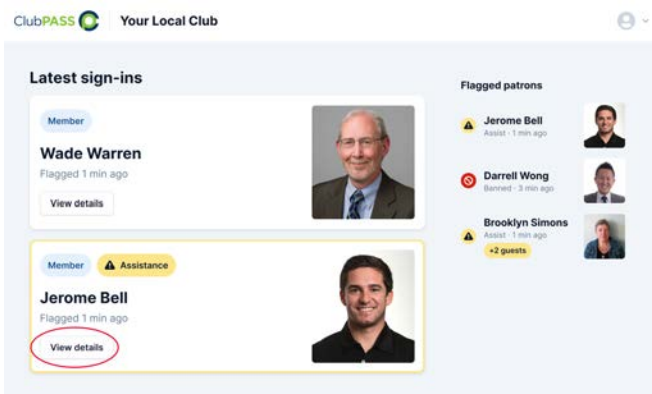 ClubPASS Your Local Club
Latest sign-ins
Member
Wade Warren
Flagged 1 min ago
View details
Member Assistance
Jerome Bell
Flagged 1 min ago
View details
Flagged patrons
Jerome Bell
Assist - 1 min ago
Darrell Wong
Banned - 3 min ago
Brooklyn Simons
Assist - 1 min ago
+2 guests